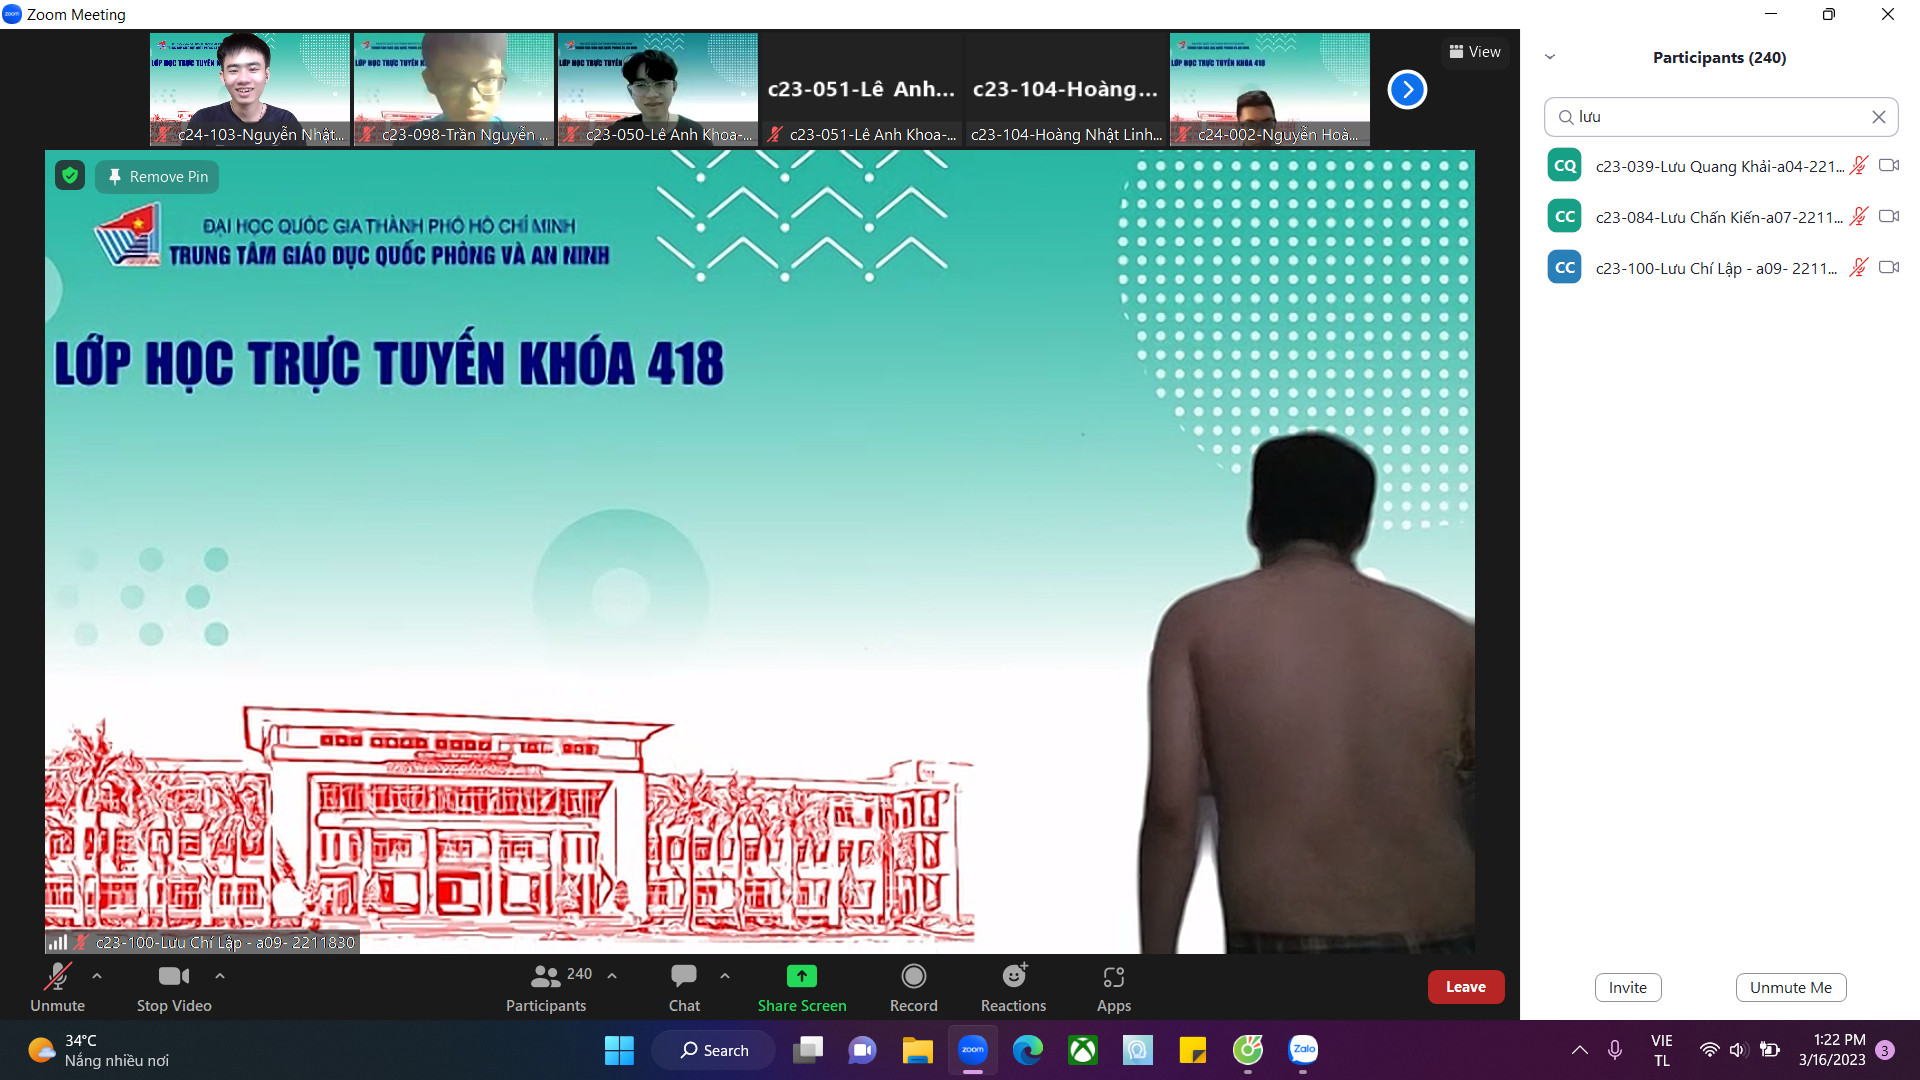 Zoom Meeting
c24-103-Nguyễn Nhật...
c23-098-Trần Nguyên ...
c23-050-Lê Anh Khoa-...
c23-051-Lê Anh...
c23-051-Lê Anh Khoa-...
c23-104-Hoàng...
c23-104-Hoàng Nhật Linh...
c24-002-Nguyễn Hoà...
View
Remove Pin
ĐẠI HỌC QUỐC GIA THÀNH PHỐ HỒ CHÍ MINH
TRUNG TÂM GIÁO DỤC QUỐC PHÒNG VÀ AN NINH
LỚP HỌC TRỰC TUYẾN KHÓA 418
c23-100-Lưu Chí Lập - a09- 2211830
Participants (240)
lưu
CQ c23-039-Lưu Quang Khải-a04-221...
CC c23-084-Lưu Chấn Kiến-a07-2211...
CC c23-100-Lưu Chí Lập - a09- 2211...
Invite
Unmute Me
Unmute
Stop Video
240
Participants
Chat
Share Screen
Record
Reactions
Apps
Leave
34°C
Nắng nhiều nơi
Search
zoom
Zalo
VIE
TL
1:22 PM
3/16/2023
3